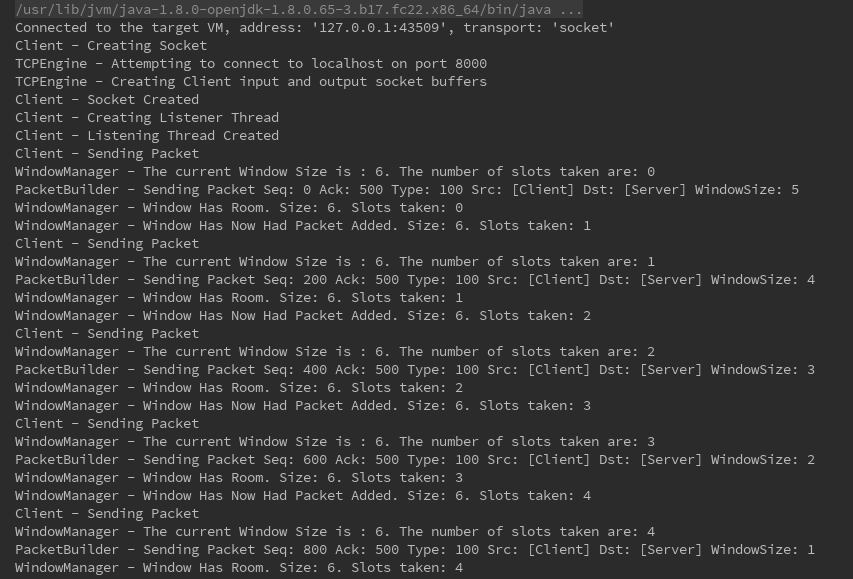 /usr/lib/jvm/java-1.8.0-openjdk-1.8.0.65-3.b17.fc22.x86_64/bin/java ...
Connected to the target VM, address: '127.0.0.1:43509', transport: 'socket'
Client - Creating Socket
TCPEngine - Attempting to connect to localhost on port 8000
TCPEngine - Creating Client input and output socket buffers
Client - Socket Created
Client - Creating Listener Thread
Client - Listening Thread Created
Client - Sending Packet
WindowManager - The current Window Size is : 6. The number of slots taken are: 0
PacketBuilder - Sending Packet Seq: 0 Ack: 500 Type: 100 Src: [Client] Dst: [Server] WindowSize: 5
WindowManager - Window Has Room. Size: 6. Slots taken: 0
WindowManager - Window Has Now Had Packet Added. Size: 6. Slots taken: 1
Client - Sending Packet
WindowManager - The current Window Size is : 6. The number of slots taken are: 1
PacketBuilder - Sending Packet Seq: 200 Ack: 500 Type: 100 Src: [Client] Dst: [Server] WindowSize: 4
WindowManager - Window Has Room. Size: 6. Slots taken: 1
WindowManager - Window Has Now Had Packet Added. Size: 6. Slots taken: 2
Client - Sending Packet
WindowManager - The current Window Size is : 6. The number of slots taken are: 2
PacketBuilder - Sending Packet Seq: 400 Ack: 500 Type: 100 Src: [Client] Dst: [Server] WindowSize: 3
WindowManager - Window Has Room. Size: 6. Slots taken: 2
WindowManager - Window Has Now Had Packet Added. Size: 6. Slots taken: 3
Client - Sending Packet
WindowManager - The current Window Size is : 6. The number of slots taken are: 3
PacketBuilder - Sending Packet Seq: 600 Ack: 500 Type: 100 Src: [Client] Dst: [Server] WindowSize: 2
WindowManager - Window Has Room. Size: 6. Slots taken: 3
WindowManager - Window Has Now Had Packet Added. Size: 6. Slots taken: 4
Client - Sending Packet
WindowManager - The current Window Size is : 6. The number of slots taken are: 4
PacketBuilder - Sending Packet Seq: 800 Ack: 500 Type: 100 Src: [Client] Dst: [Server] WindowSize: 1
WindowManager - Window Has Room. Size: 6. Slots taken: 4